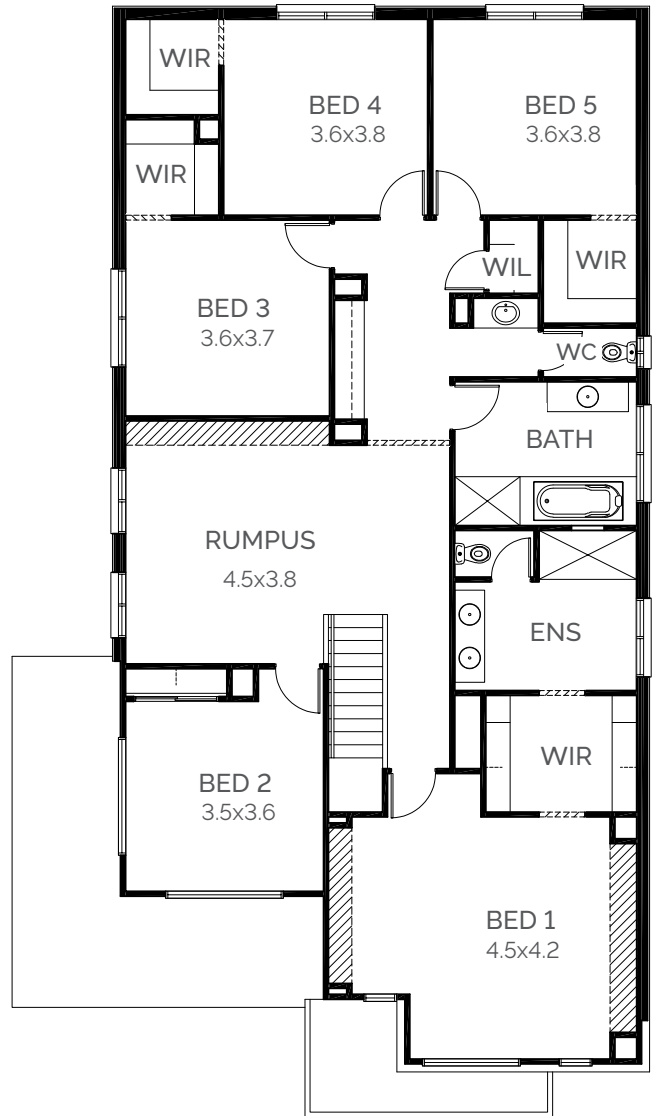 WIR
BED 4
3.6x3.8
BED 5
3.6x3.8
WIR
WIL
WIR
BED 3
3.6x3.7
WC
BATH
RUMPUS
4.5x3.8
ENS
WIR
BED 2
3.5x3.6
BED 1
4.5x4.2